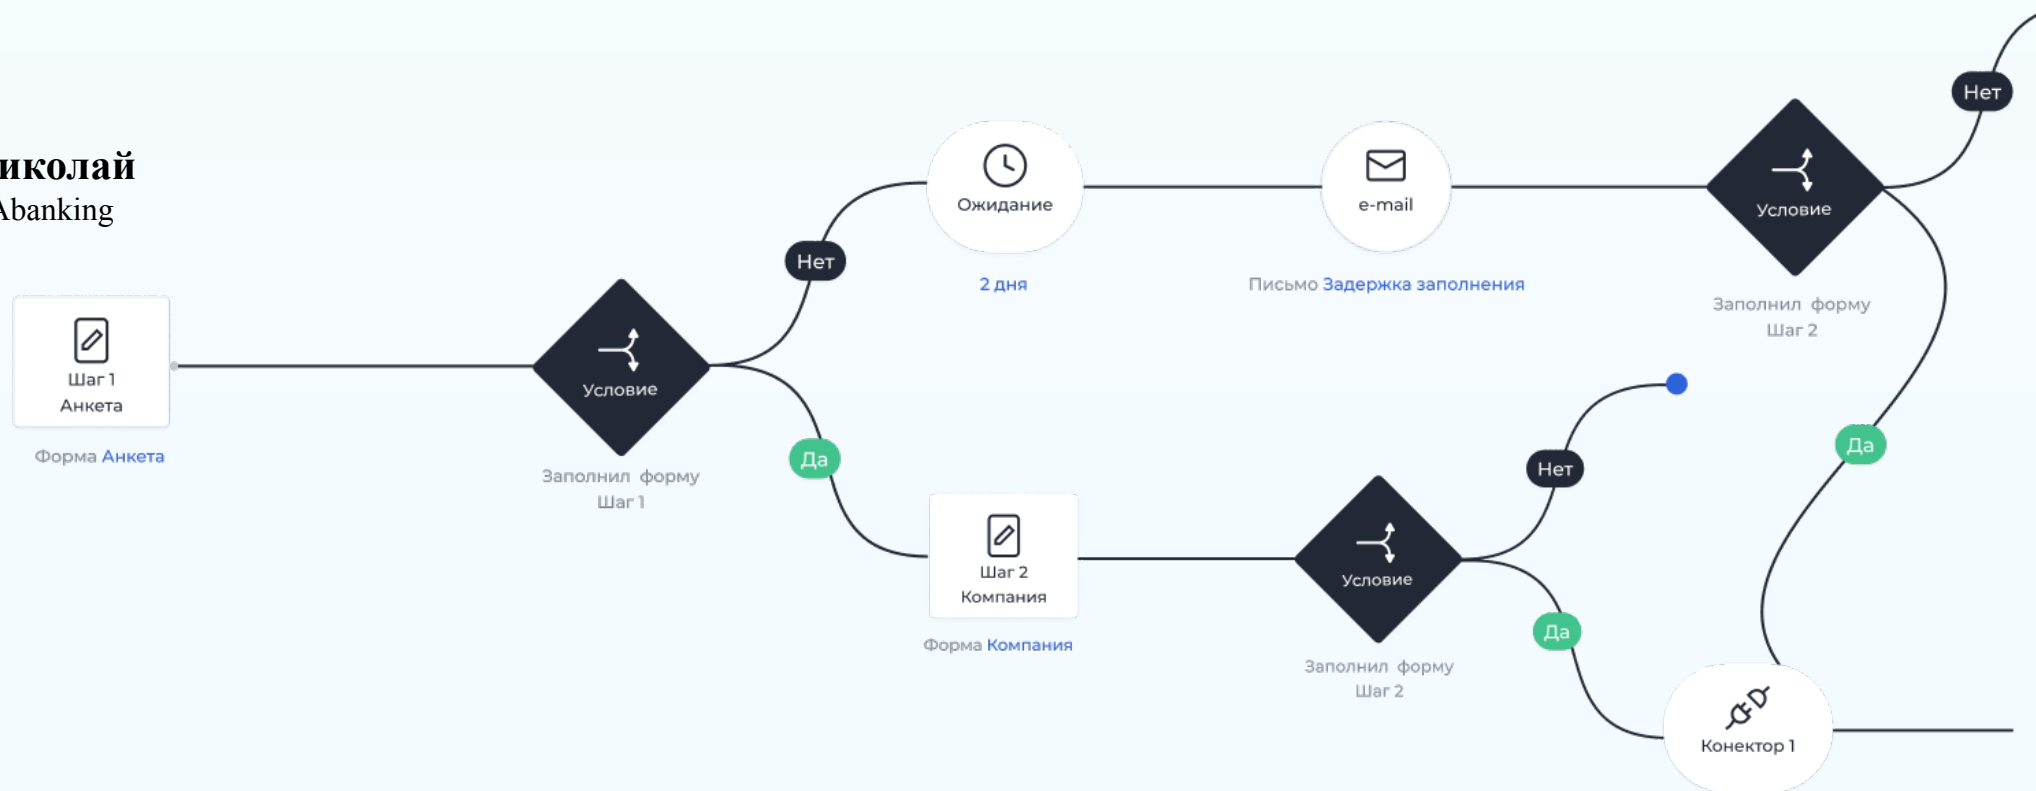 Нет
иколай
Abanking
Ожидание
e-mail
Условие
Нет
2 дня
Письмо Задержка заполнения
Заполнил форму
Шаг 2
Шаг 1
Анкета
Форма Анкета
Условие
Заполнил форму
Шаг 1
Да
Нет
Да
Шаг 2
Компания
Форма Компания
Условие
Заполнил форму
Шаг 2
Да
Конектор 1